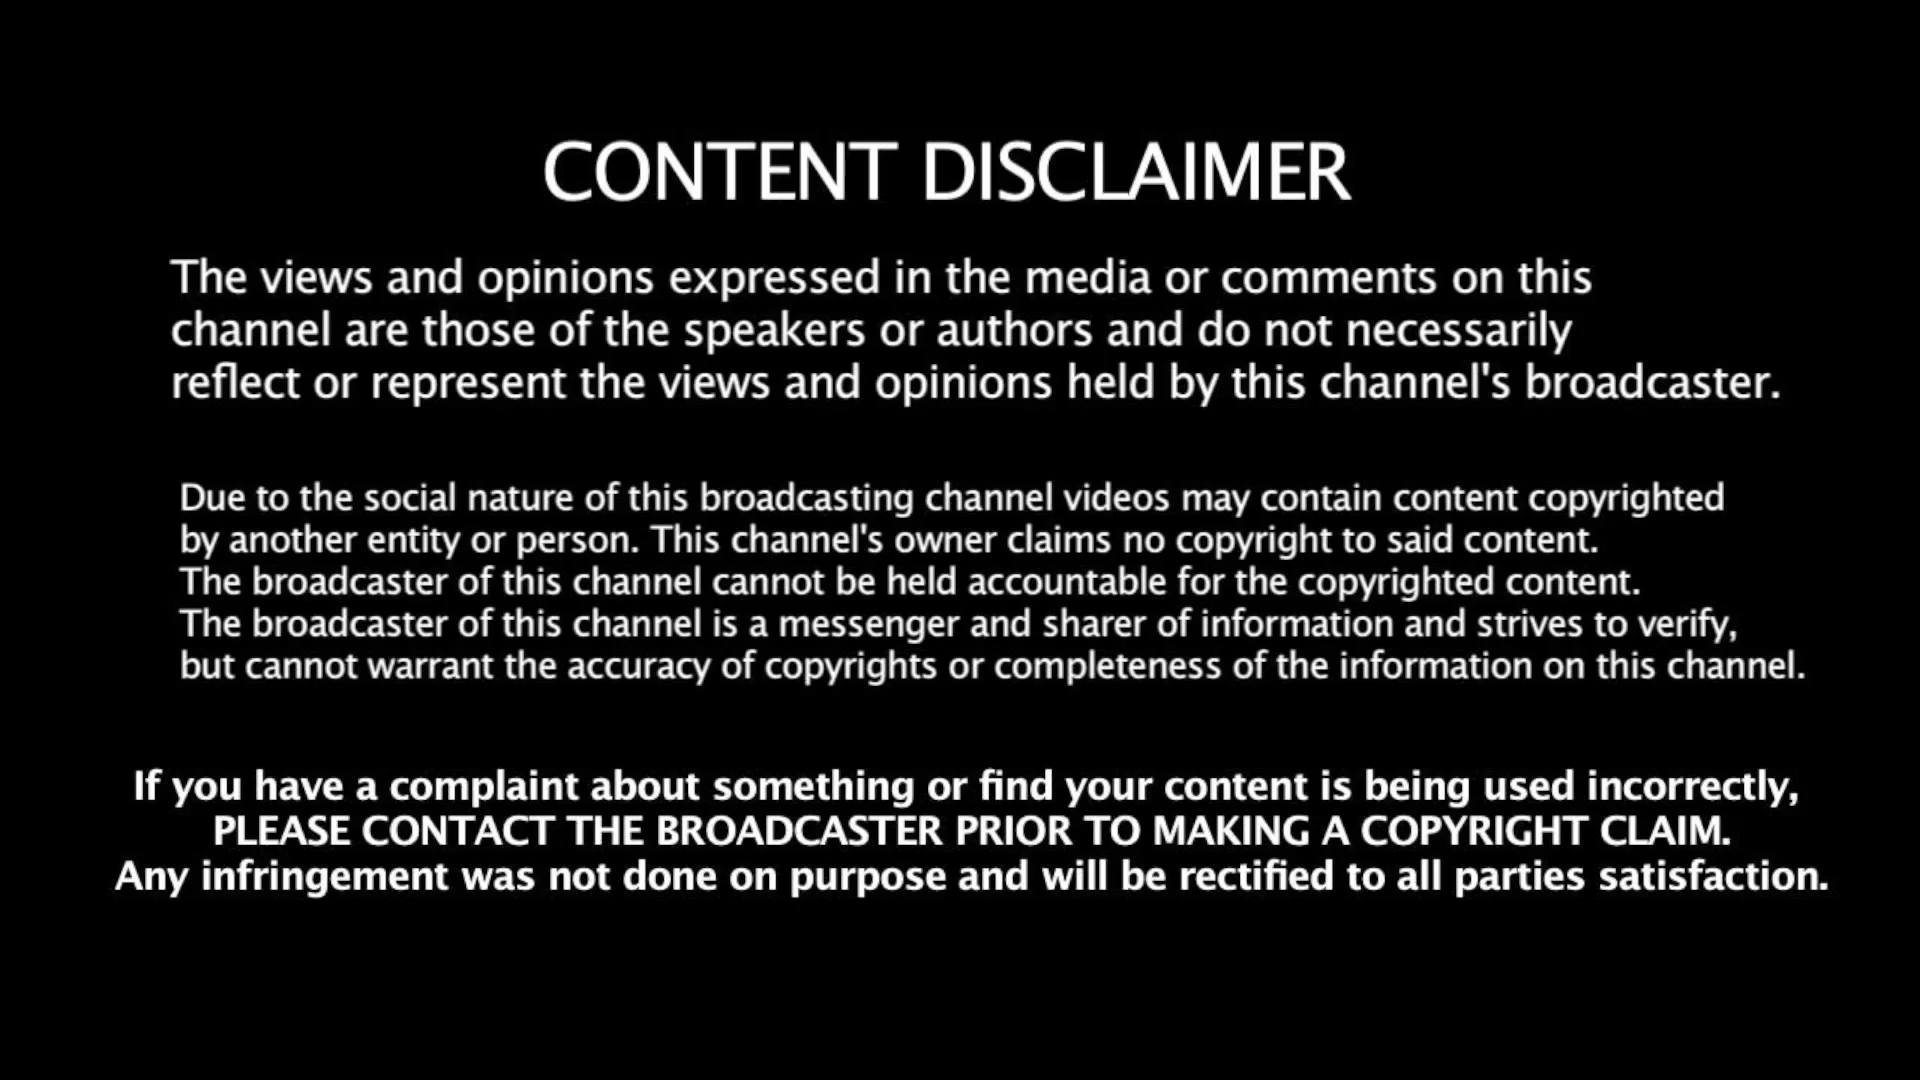 CONTENT DISCLAIMER
The views and opinions expressed in the media or comments on this
channel are those of the speakers or authors and do not necessarily
reflect or represent the views and opinions held by this channel's broadcaster.
Due to the social nature of this broadcasting channel videos may contain content copyrighted
by another entity or person. This channel's owner claims no copyright to said content.
The broadcaster of this channel cannot be held accountable for the copyrighted content.
The broadcaster of this channel is a messenger and sharer of information and strives to verify,
but cannot warrant the accuracy of copyrights or completeness of the information on this channel.
If you have a complaint about something or find your content is being used incorrectly,
PLEASE CONTACT THE BROADCASTER PRIOR TO MAKING A COPYRIGHT CLAIM.
Any infringement was not done on purpose and will be rectified to all parties satisfaction.